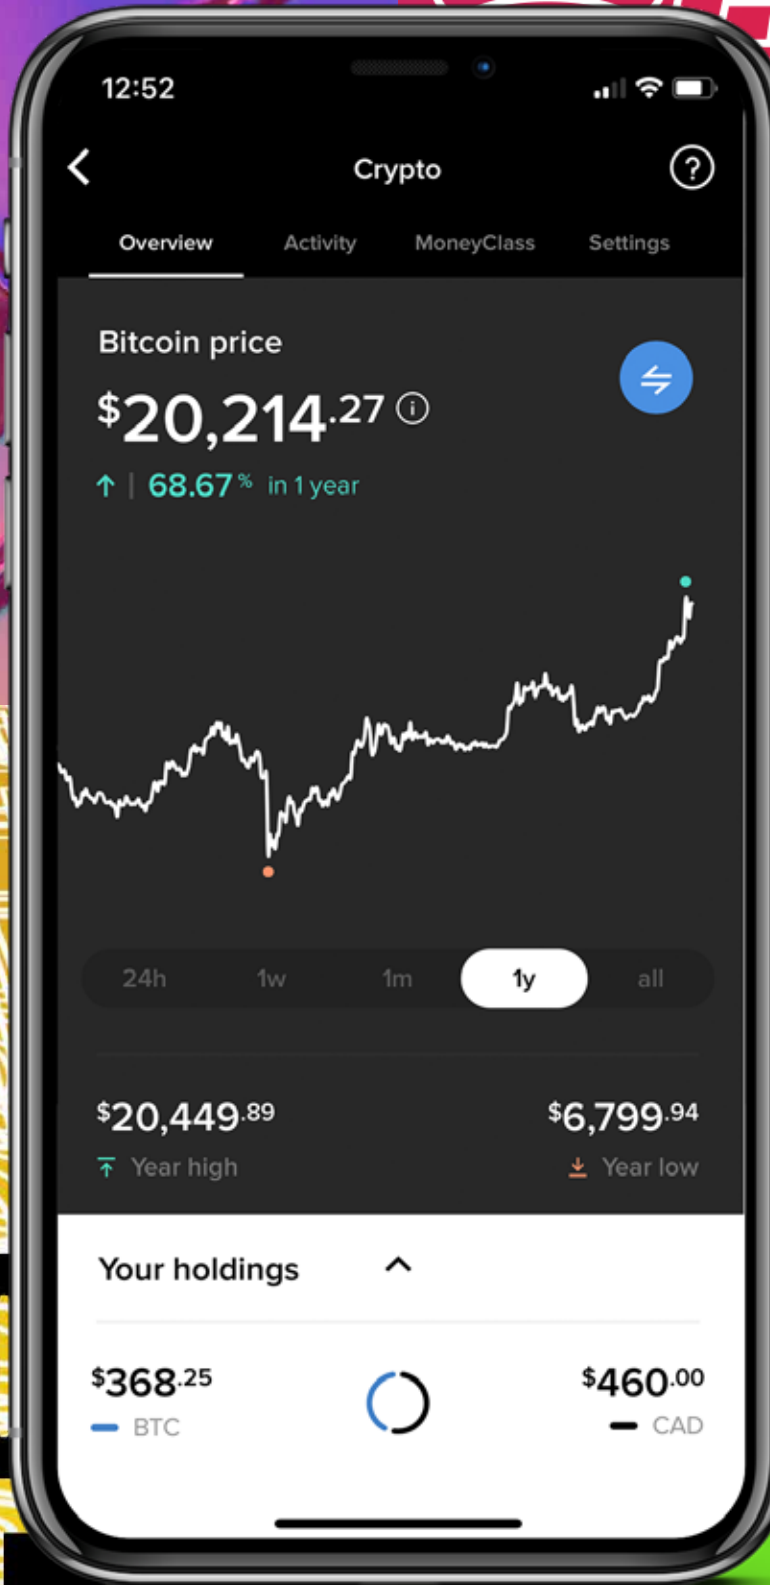 12:52
Crypto
Overview Activity MoneyClass Settings
Bitcoin price
$20,214.27
68.67% in 1 year
24h 1w 1m 1y all
$20,449.89 $6,799.94
Year high Year low
Your holdings
$368.25 $460.00
BTC CAD